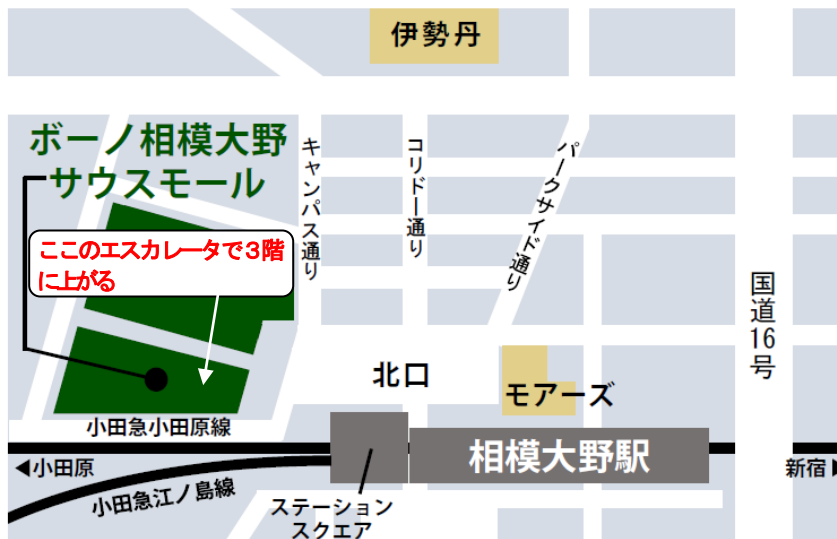 伊勢丹
ボーノ相模大野
サウスモール
キャンパス通り
コリドー通り
パークサイド通り
ここのエスカレータで３階
に上がる
国道16号
北口
モアーズ
小田急小田原線
相模大野駅
◀小田原
新宿▶
小田急江ノ島線
ステーション
スクエア